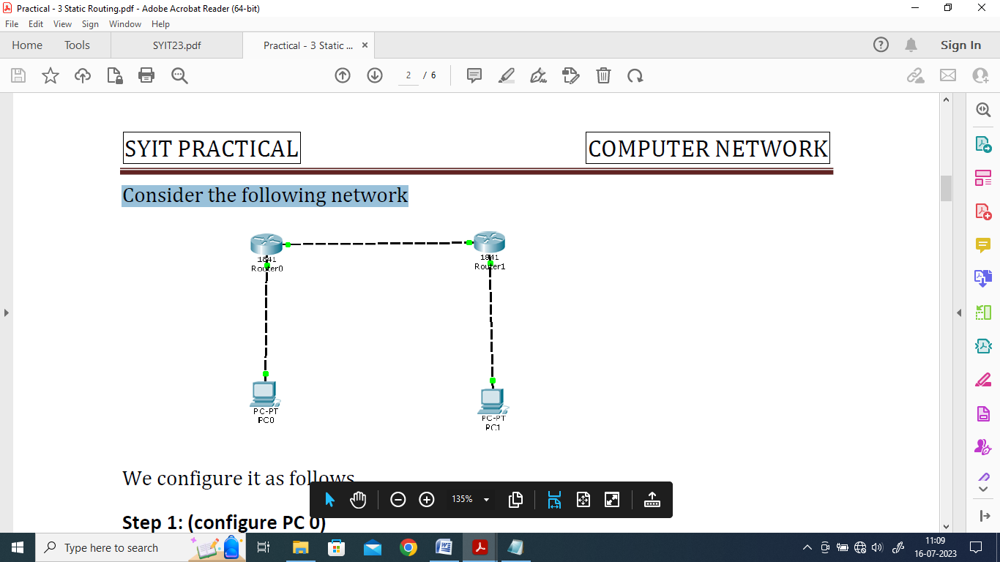 Practical - 3 Static Routing.pdf - Adobe Acrobat Reader (64-bit)
File Edit View Sign Window Help
Home Tools SYIT23.pdf Practical - 3 Static ... × Sign In
2 / 6
SYIT PRACTICAL COMPUTER NETWORK
Consider the following network
1841
Router0
1841
Router1
PC-PT
PC0
PC-PT
PC1
We configure it as follows
135%
Step 1: (configure PC 0)
Type here to search
11:09
16-07-2023